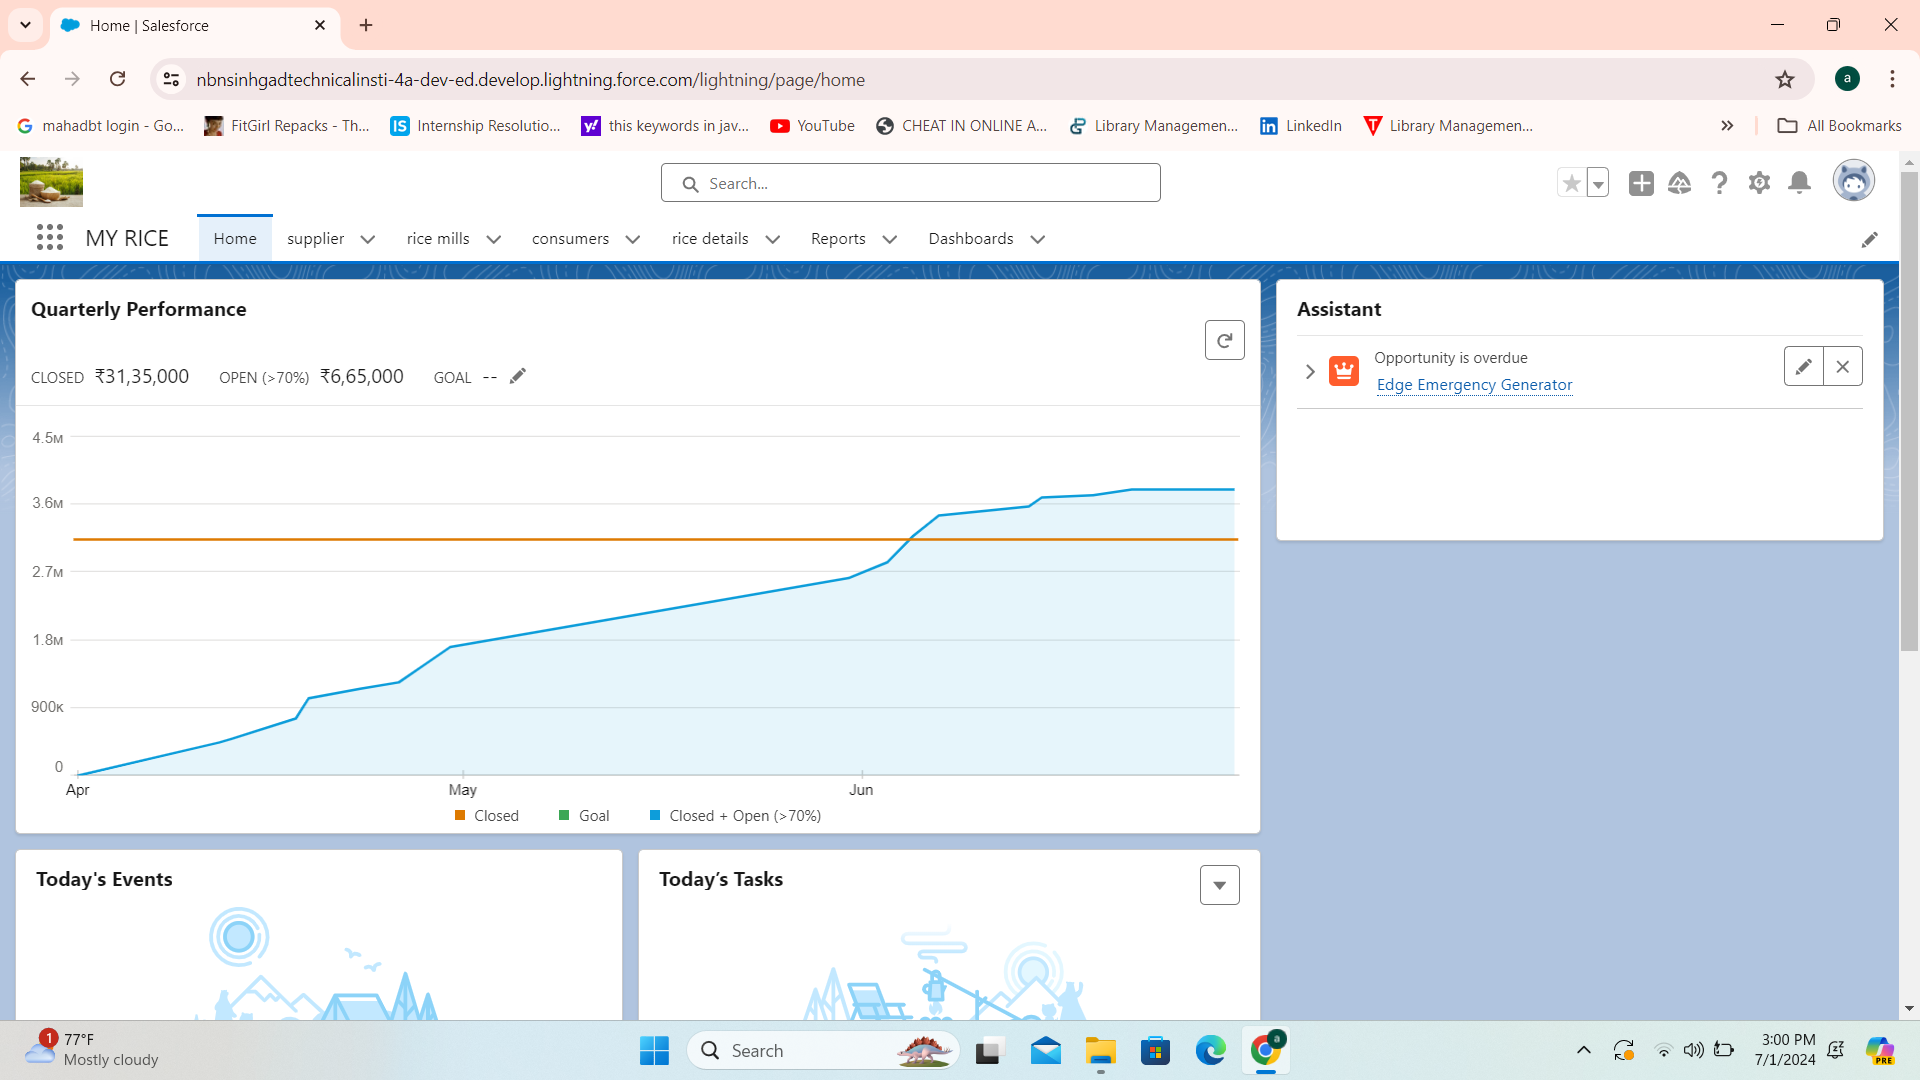 Home | Salesforce
nbnsinhgadtechnicalinsti-4a-dev-ed.develop.lightning.force.com/lightning/page/home
a
mahadbt login - Go...
FitGirl Repacks - Th...
IS
Internship Resolutio...
y!
this keywords in jav...
YouTube
CHEAT IN ONLINE A...
Library Managemen...
in
LinkedIn
Library Managemen...
All Bookmarks
Search...
MY RICE
Home
supplier
rice mills
consumers
rice details
Reports
Dashboards
Quarterly Performance
CLOSED ₹31,35,000 OPEN (>70%) ₹6,65,000 GOAL --
4.5M
3.6M
2.7M
1.8M
900K
0
Apr May Jun
Closed Goal Closed + Open (>70%)
Assistant
Opportunity is overdue
Edge Emergency Generator
Today's Events
Today’s Tasks
1
77°F
Mostly cloudy
Search
a
3:00 PM
7/1/2024
PRE